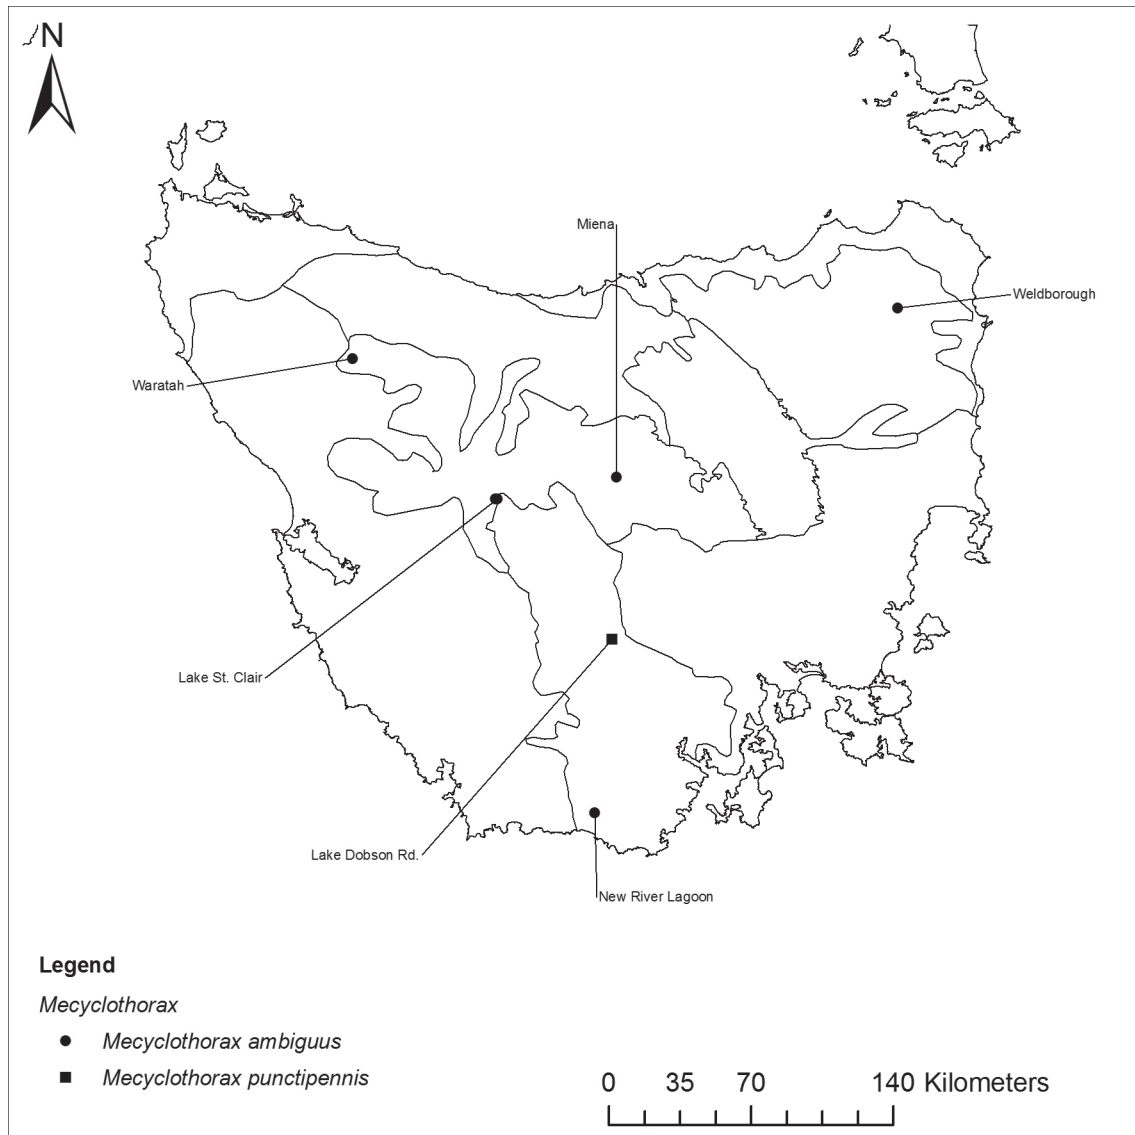 N
Miena
Weldborough
Waratah
Lake St. Clair
Lake Dobson Rd.
New River Lagoon
Legend
Mecyclothorax
Mecyclothorax ambiguus
Mecyclothorax punctipennis
0 35 70 140 Kilometers